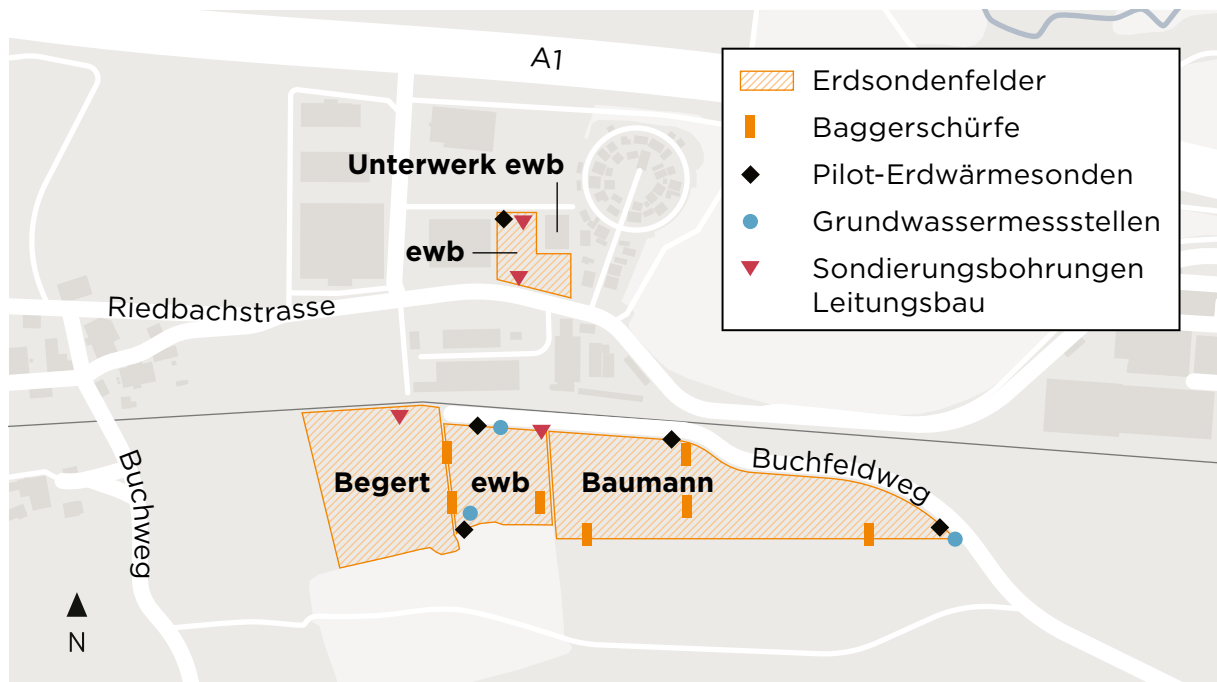 A1
Erdsondenfelder
Baggerschürfe
Pilot-Erdwärmesonden
Grundwassermessstellen
Sondierungsbohrungen
Leitungsbau
Unterwerk ewb
ewb
Riedbachstrasse
Buchweg
Begert
ewb
Baumann
Buchfeldweg
N